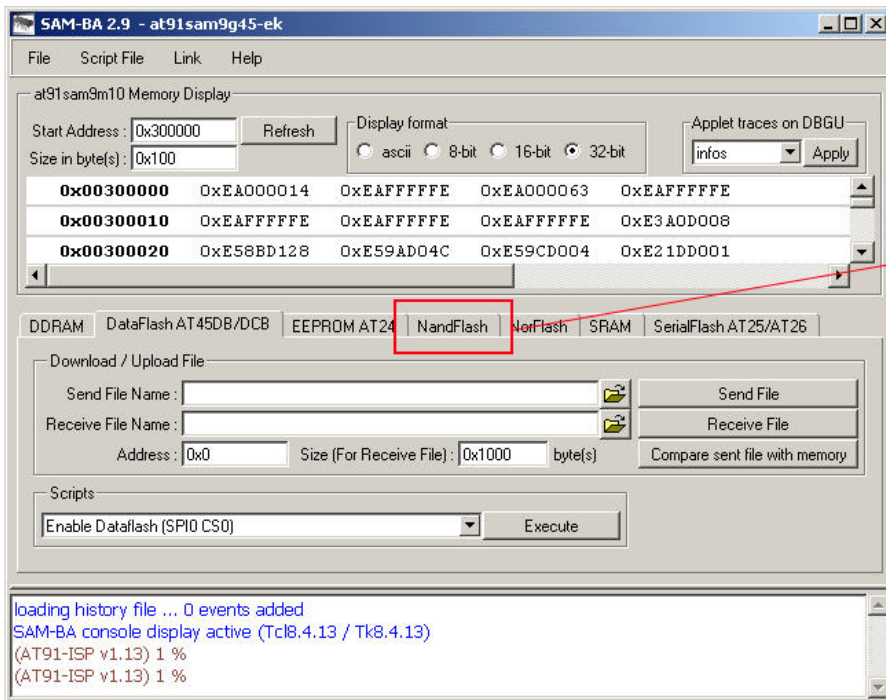 SAM-BA 2.9 - at91sam9g45-ek
File Script File Link Help
at91sam9m10 Memory Display
Start Address : 0x300000 Refresh
Size in byte(s) : 0x100
Display format
ascii 8-bit 16-bit 32-bit
Applet traces on DBGU
infos Apply
0x00300000 0xEA000014 0xEAFFFFFE 0xEA000063 0xEAFFFFFE
0x00300010 0xEAFFFFFE 0xEAFFFFFE 0xEAFFFFFE 0xE3A0D008
0x00300020 0xE58BD128 0xE59AD04C 0xE59CD004 0xE21DD001
DDRAM DataFlash AT45DB/DCB EEPROM AT24 NandFlash NorFlash SRAM SerialFlash AT25/AT26
Download / Upload File
Send File Name : Send File
Receive File Name : Receive File
Address : 0x0 Size (For Receive File) : 0x1000 byte(s) Compare sent file with memory
Scripts
Enable Dataflash (SPI0 CS0) Execute
loading history file ... 0 events added
SAM-BA console display active (Tcl8.4.13 / Tk8.4.13)
(AT91-ISP v1.13) 1 %
(AT91-ISP v1.13) 1 %